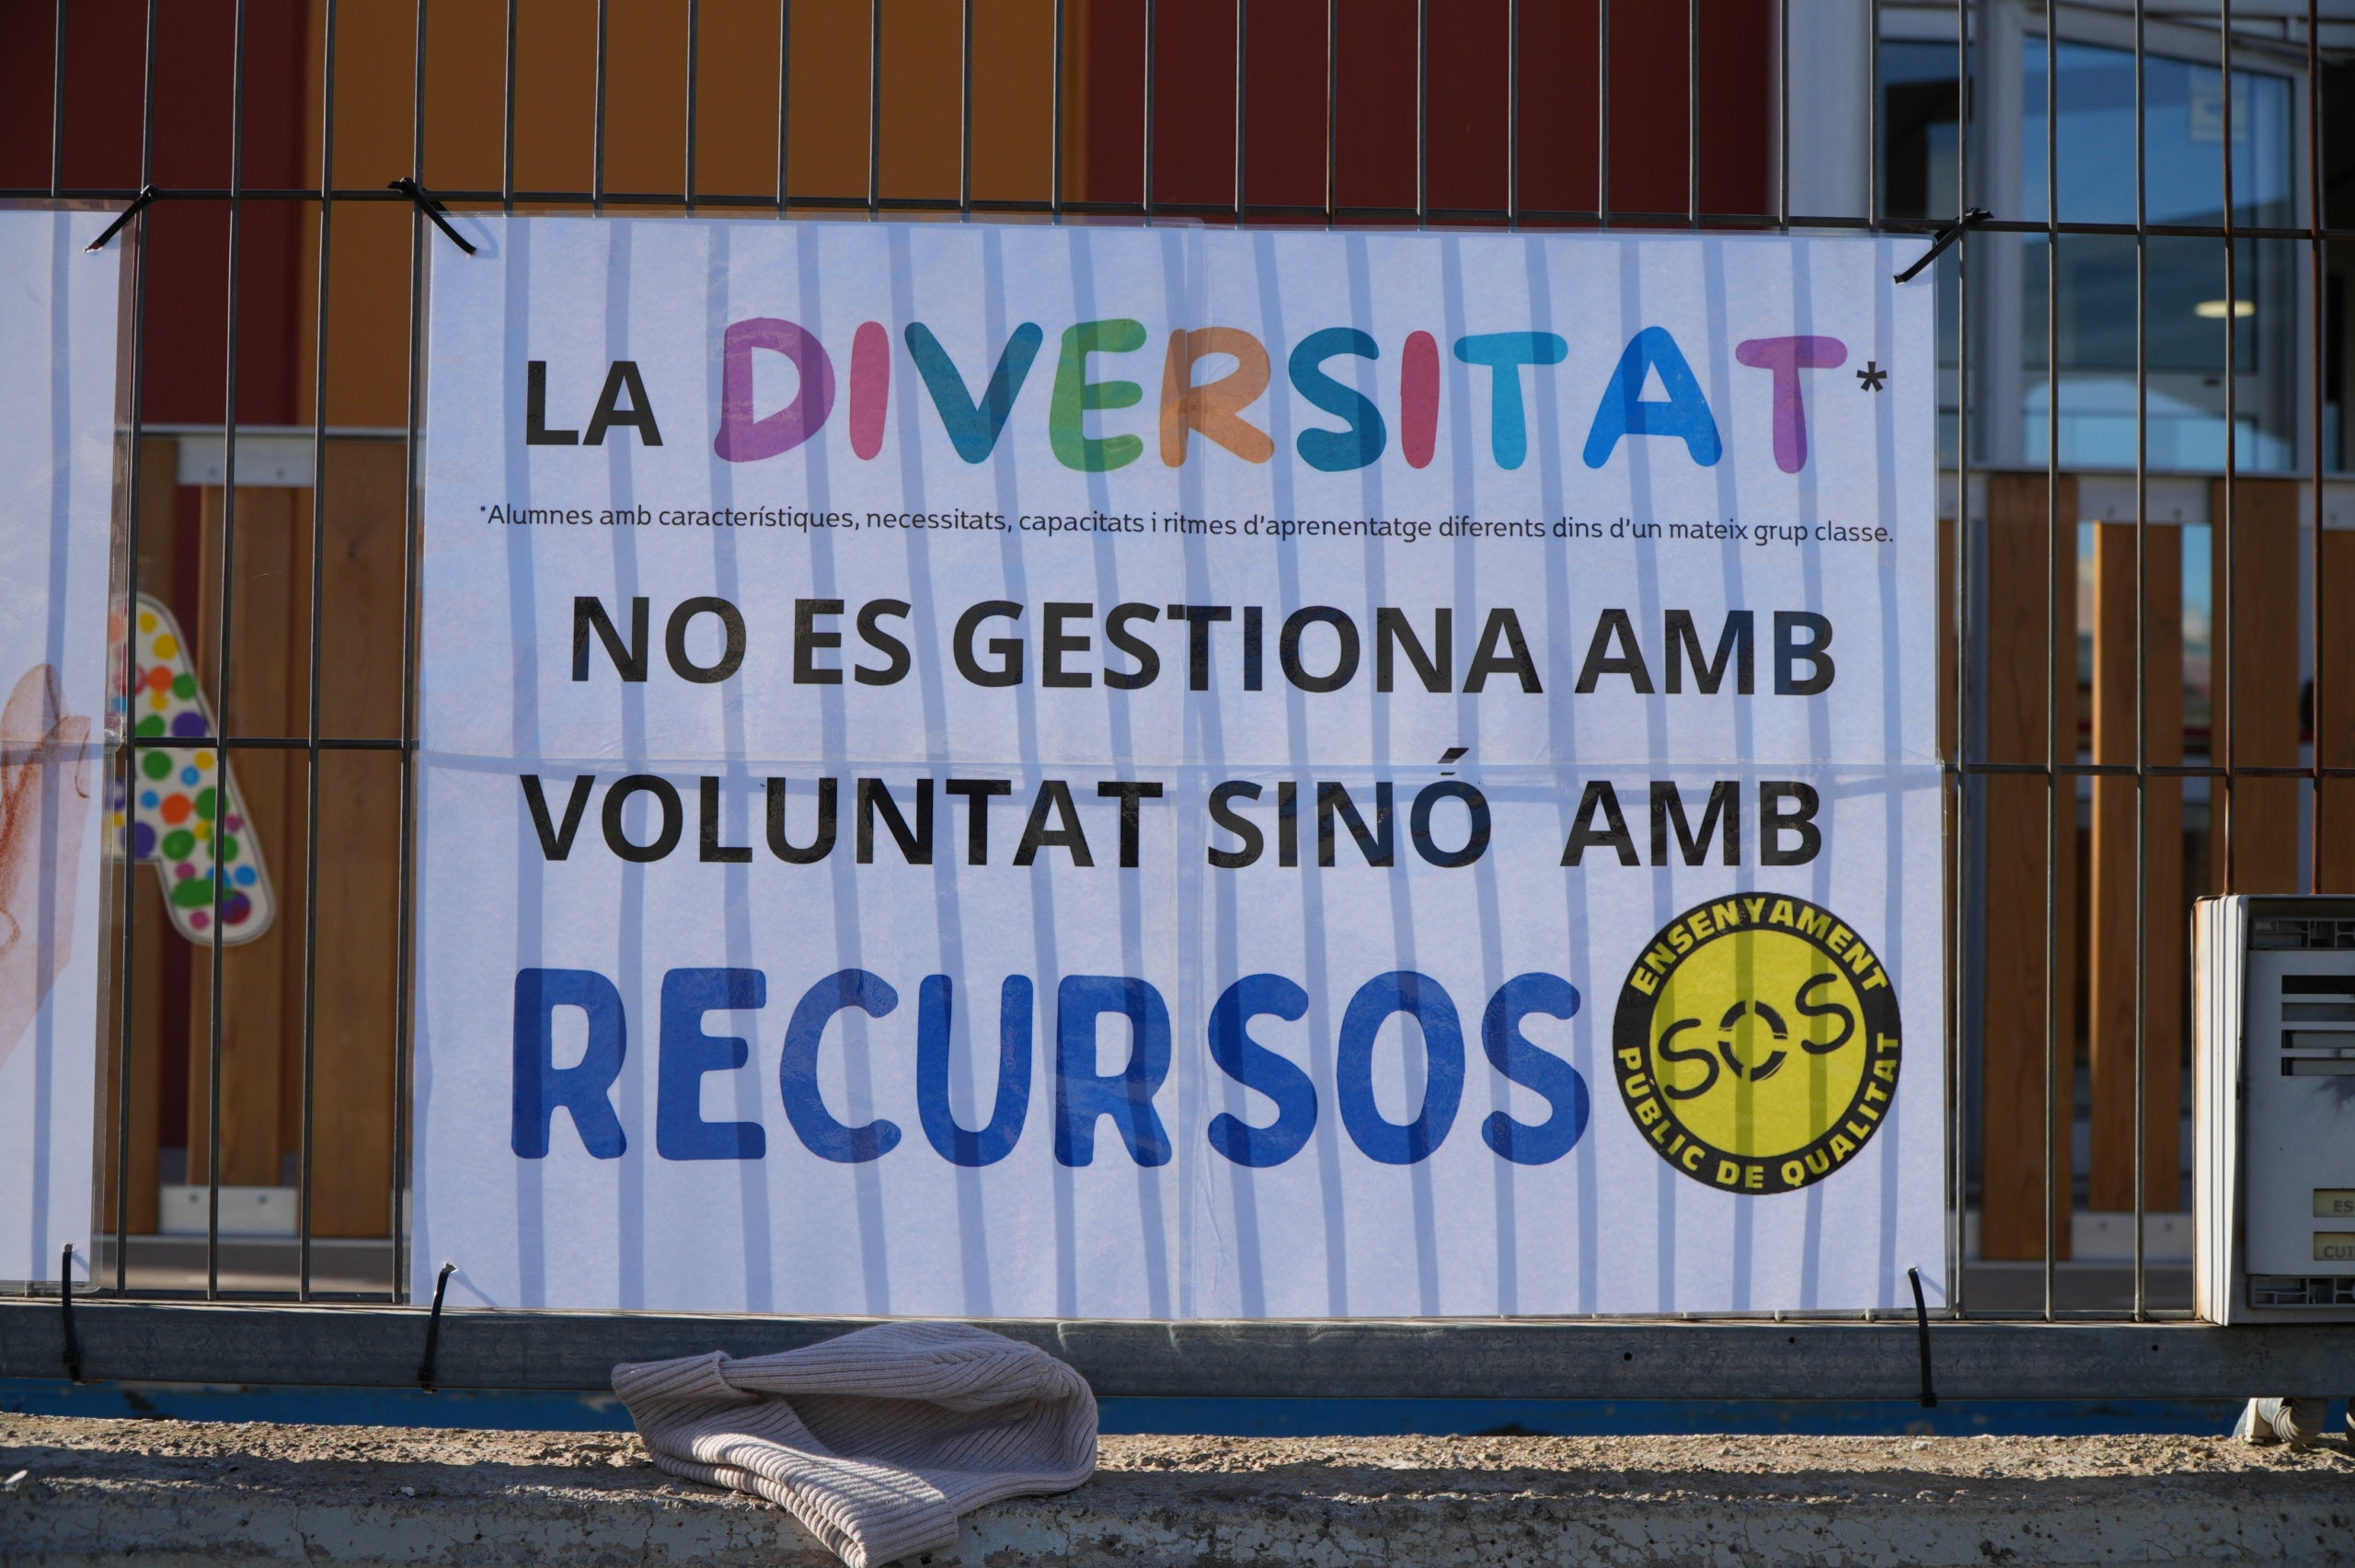 LA DIVERSITAT*
*Alumnes amb característiques, necessitats, capacitats i ritmes d'aprenentatge diferents dins d'un mateix grup classe.
NO ES GESTIONA AMB
VOLUNTAT SINÓ AMB
RECURSOS
ENSENYAMENT
SOS
PÚBLIC DE QUALITAT